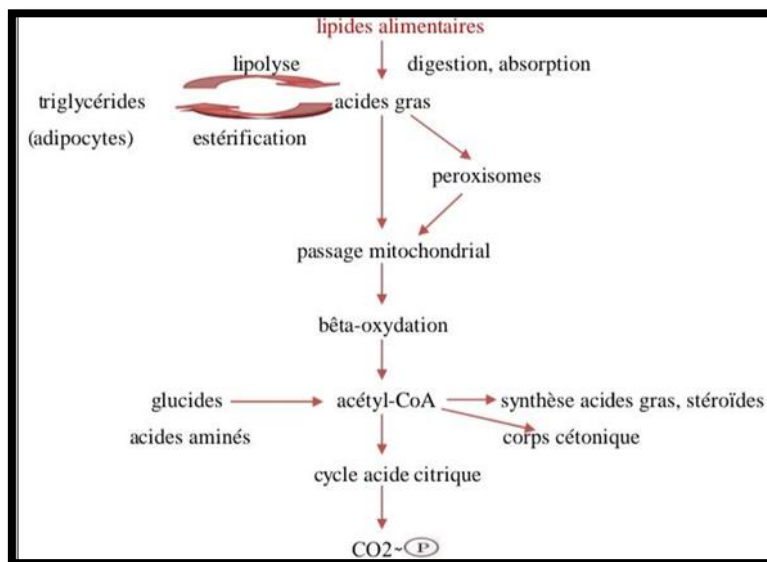 lipides alimentaires
lipolyse
digestion, absorption
triglycérides
acides gras
(adipocytes)
estérification
peroxisomes
passage mitochondrial
bêta-oxydation
glucides
acétyl-CoA
synthèse acides gras, stéroïdes
acides aminés
corps cétonique
cycle acide citrique
CO2~P